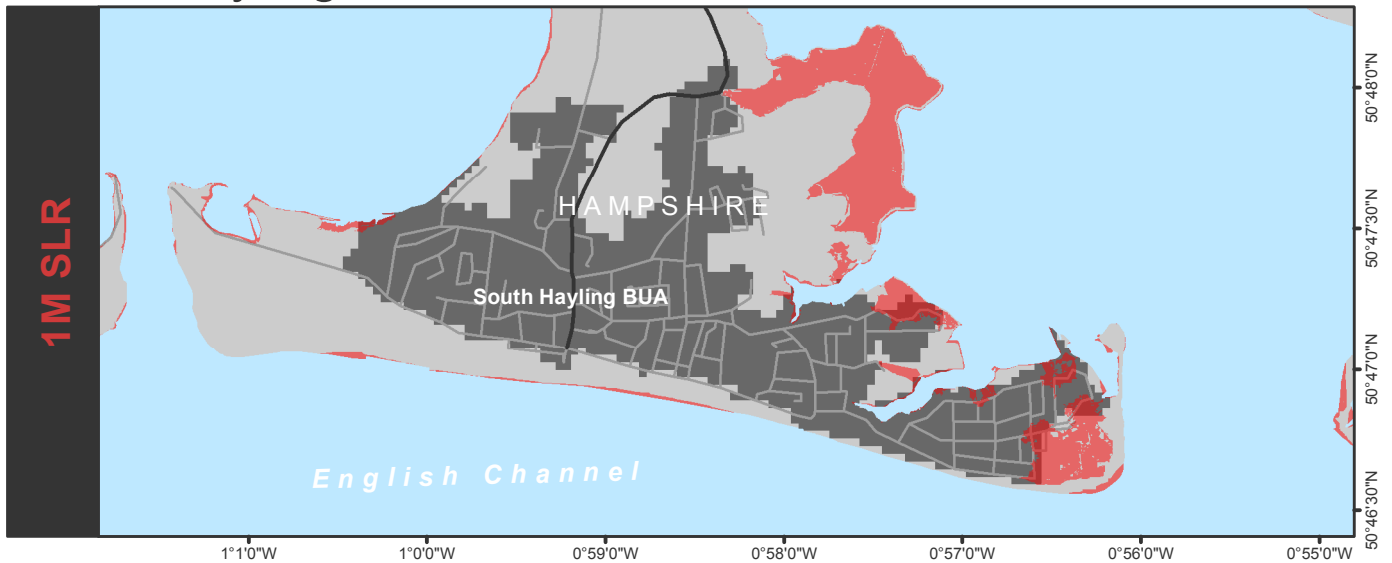 1M SLR
HAMPSHIRE
South Hayling BUA
English Channel
50°48'0"N
50°47'30"N
50°47'0"N
50°46'30"N
1°1'0"W
1°0'0"W
0°59'0"W
0°58'0"W
0°57'0"W
0°56'0"W
0°55'0"W